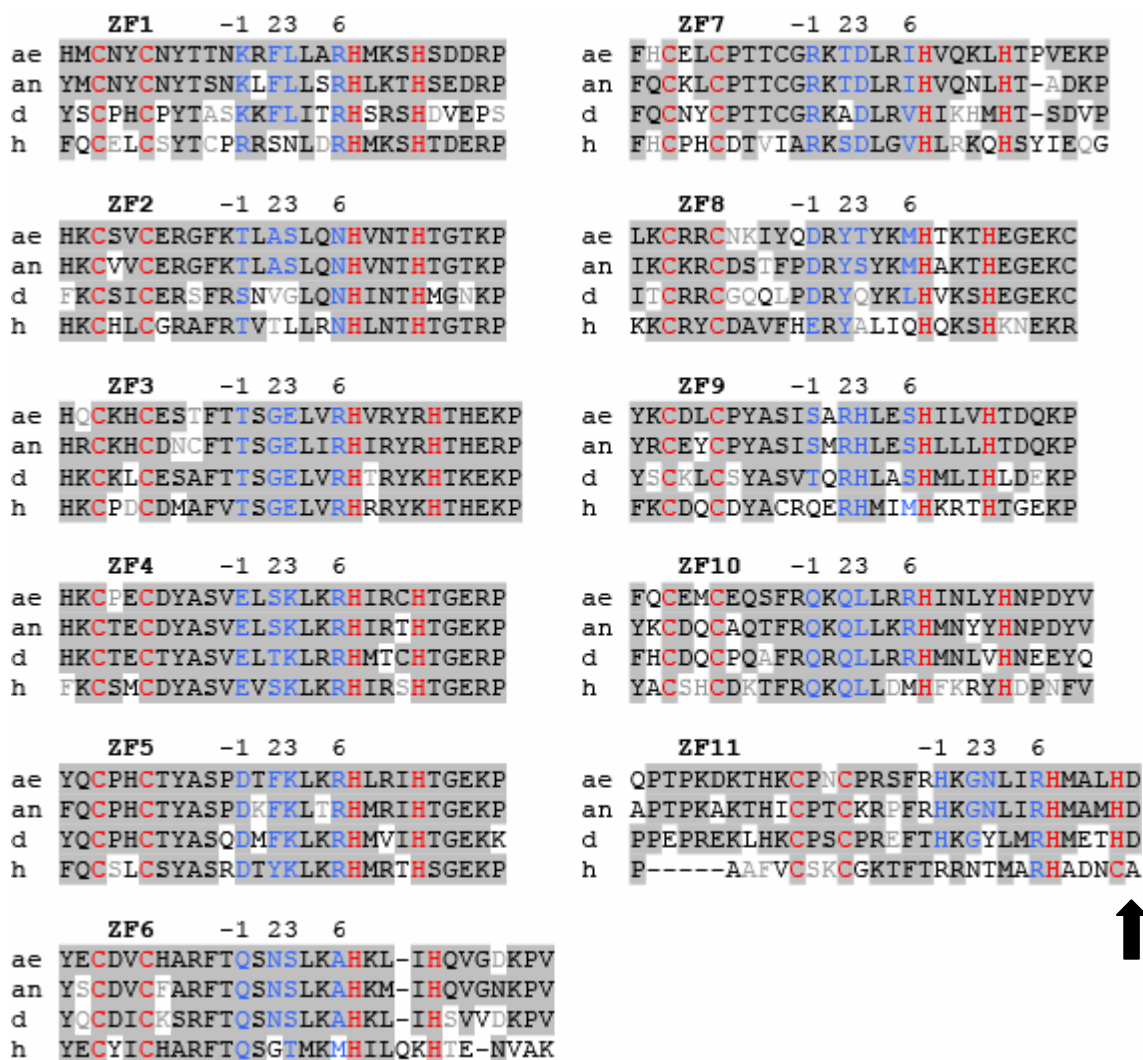 ZF1 -1 23 6
ae HMCNYCNYTTNKRFLLARHMKSHSDDRP
an YMCNYCNYTSNKLFLLSRHLKTHSEDRP
d YSCPHCPYTASKKFLITRHSRSHDVEPS
h FQCELCSYTCPRRSNLDRHMKSHTDERP
ZF2 -1 23 6
ae HKCSVCERGFKTLASLQNHVNTHTGTKP
an HKCVVCERGFKTLASLQNHVNTHTGTKP
d FKCSICERSFRSNVGLQNHINTHMGNKP
h HKCHLCGRAFRTVTLLRNHLNTHTGTRP
ZF3 -1 23 6
ae HQCKHCESTFTTSGELVRHVRYRHTHEKP
an HRCKHCDNCFTTSGELIRHIRYRHTHERP
d HKCKLCESAFTTSGELVRHTRYKHTKEKP
h HKCPDCDMAFVTSGELVRHRRYKHTHEKP
ZF4 -1 23 6
ae HKCPECDYASVELSKLKRHIRCHTGERP
an HKCTECDYASVELSKLKRHIRTHTGEKP
d HKCTECTYASVELTKLRRHMTCHTGERP
h FKCSMCDYASVEVSKLKRHIRSHTGERP
ZF5 -1 23 6
ae YQCPHCTYASPDTFKLKRHLRIHTGEKP
an FQCPHCTYASPDKFKLTRHMRIHTGEKP
d YQCPHCTYASQDMFKLKRHMVIHTGEKK
h FQCSLCSYASRDTYKLKRHMRTHSGEKP
ZF6 -1 23 6
ae YECDVCHARFTQSNSLKAHKL-IHQVGDKPV
an YSCDVCFARFTQSNSLKAHKM-IHQVGNKPV
d YQCDICKSRFTQSNSLKAHKL-IHSVVDKPV
h YECYICHARFTQSGTMKMHILQKHTE-NVAK
ZF7 -1 23 6
ae FHCELCPTTCGRKTDLRIHVQKLHTPVEKP
an FQCKLCPTTCGRKTDLRIHVQNLHT-ADKP
d FQCNYCPTTCGRKADLRVHIKHMHT-SDVP
h FHCPHCDTVIARKSDLGVHLRKQHSYIEQG
ZF8 -1 23 6
ae LKCRRCNKIYQDRYTYKMHTKTHEGEKC
an IKCKRCDSTFPDRYSYKMHAKTHEGEKC
d ITCRRCGQQLPDRYQYKLHVKSHEGEKC
h KKCRYCDAVFHERYALIQHQKSHKNEKR
ZF9 -1 23 6
ae YKCDLCPYASISARHLESHILVHTDQKP
an YRCEYCPYASISMRHLESHLLLHTDQKP
d YSCKLCSYASVTQRHLASHMLIHLDEKP
h FKCDQCDYACRQERHMIMHKRTHTGEKP
ZF10 -1 23 6
ae FQCEMCEQSFRQKQLLRRHINLYHNPDYV
an YKCDQCAQTFRQKQLLKRHMNYYHNPDYV
d FHCDQCPQAFRQRQLLRRHMNLVHNEEYQ
h YACSHCDKTFRQKQLLDMHFKRYHDPNFV
ZF11 -1 23 6
ae QPTPKDKTHKCPNCPRSFRHKGNLIRHMALHD
an APTPKAKTHICPTCKRPFRHKGNLIRHMAMHD
d PPEPREKLHKCPSCPREFTHKGYLMRHMETHD
h P-----AAFVCSKCGKTFTRRNTMARHADNCA